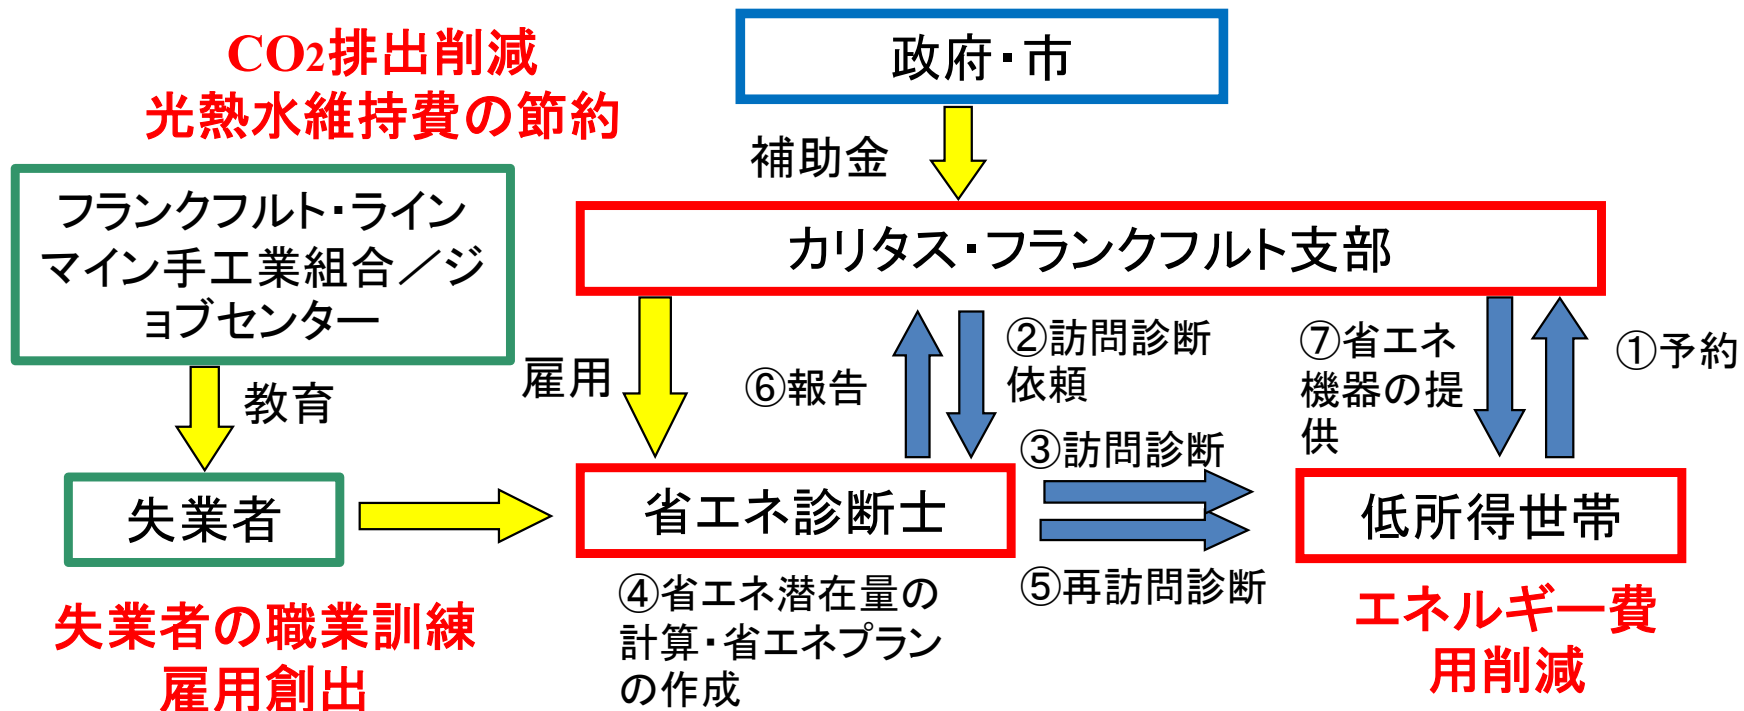 CO2排出削減
光熱水維持費の節約
政府・市
補助金
フランクフルト・ライン
マイン手工業組合／ジ
ョブセンター
カリタス・フランクフルト支部
教育
雇用
⑥報告
②訪問診断
依頼
⑦省エネ
機器の提
供
①予約
③訪問診断
失業者
省エネ診断士
低所得世帯
⑤再訪問診断
④省エネ潜在量の
計算・省エネプラン
の作成
失業者の職業訓練
雇用創出
エネルギー費
用削減